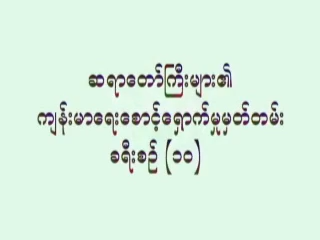 ဆရာတော်ကြီးများ၏
ကျန်းမာရေးစောင့်ရှောက်မှုမှတ်တမ်း
ခရီးစဉ် (၁၀)